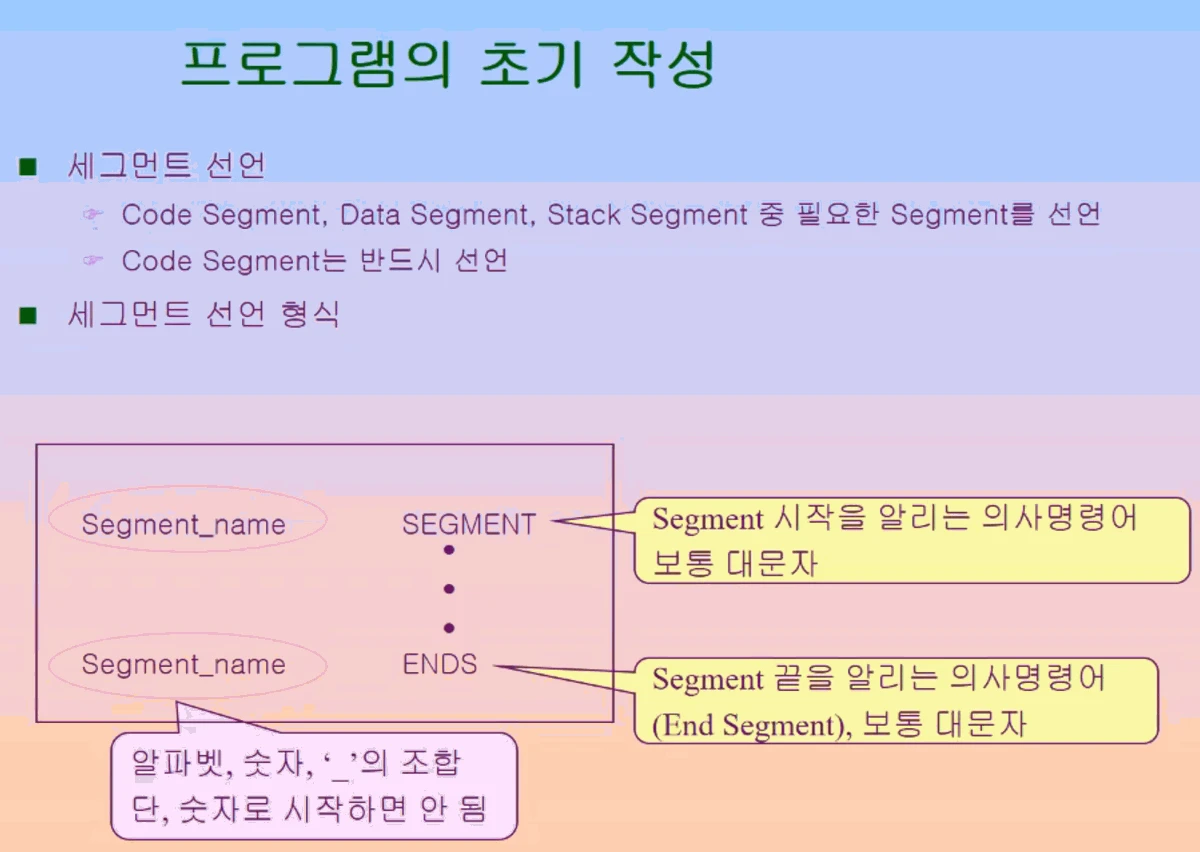 프로그램의 초기 작성
세그먼트 선언
Code Segment, Data Segment, Stack Segment 중 필요한 Segment를 선언
Code Segment는 반드시 선언
세그먼트 선언 형식
Segment_name SEGMENT
Segment 시작을 알리는 의사명령어
보통 대문자
Segment_name ENDS
Segment 끝을 알리는 의사명령어
(End Segment), 보통 대문자
알파벳, 숫자, ‘_’의 조합
단, 숫자로 시작하면 안 됨